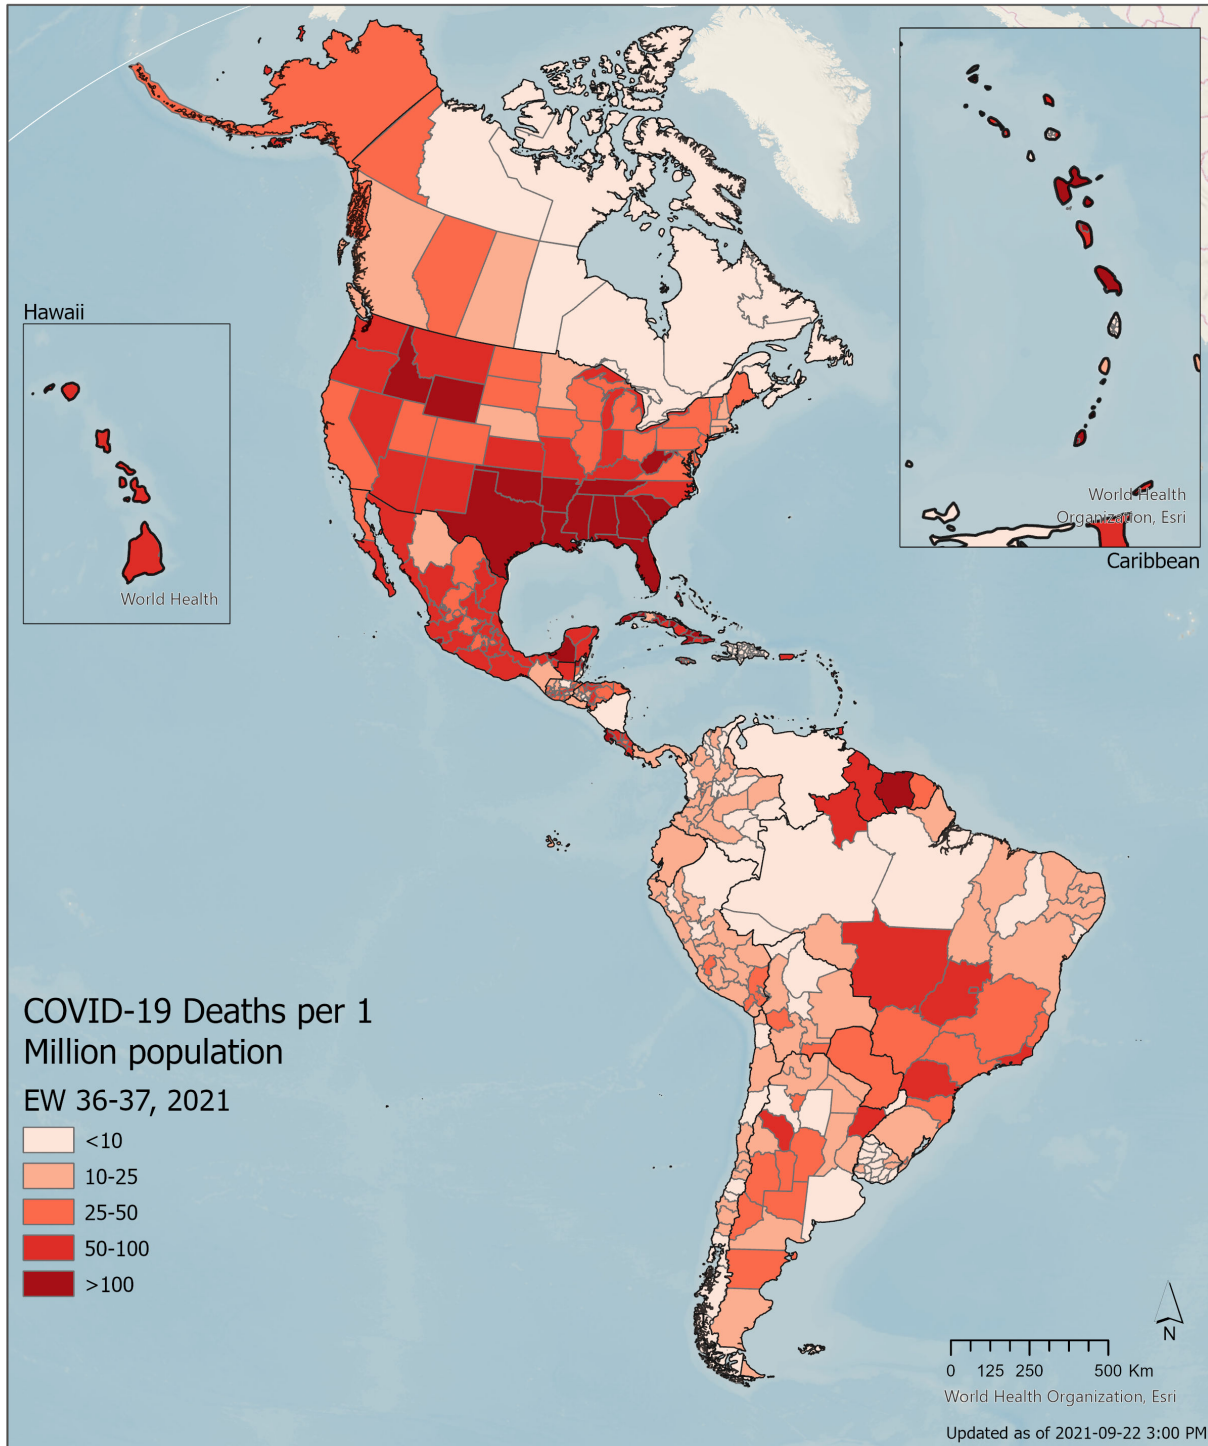 Hawaii
World Health
World Health
Organization, Esri
Caribbean
COVID-19 Deaths per 1
Million population
EW 36-37, 2021
<10
10-25
25-50
50-100
>100
N
0 125 250 500 Km
World Health Organization, Esri
Updated as of 2021-09-22 3:00 PM